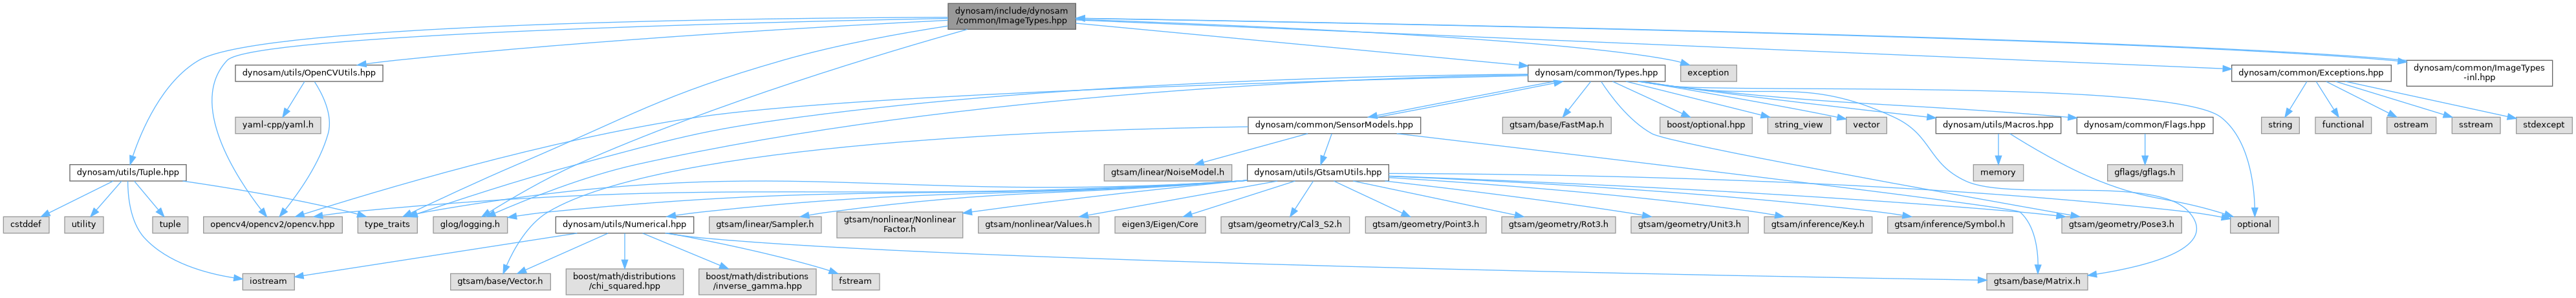 dynosam/include/dynosam
/common/ImageTypes.hpp
dynosam/utils/OpenCVUtils.hpp
dynosam/common/Types.hpp
exception
dynosam/common/Exceptions.hpp
dynosam/common/ImageTypes
-inl.hpp
yaml-cpp/yaml.h
dynosam/common/SensorModels.hpp
gtsam/base/FastMap.h
boost/optional.hpp
string_view
vector
dynosam/utils/Macros.hpp
dynosam/common/Flags.hpp
string
functional
ostream
sstream
stdexcept
dynosam/utils/Tuple.hpp
gtsam/linear/NoiseModel.h
dynosam/utils/GtsamUtils.hpp
memory
gflags/gflags.h
cstddef
utility
tuple
opencv4/opencv2/opencv.hpp
type_traits
glog/logging.h
dynosam/utils/Numerical.hpp
gtsam/linear/Sampler.h
gtsam/nonlinear/Nonlinear
Factor.h
gtsam/nonlinear/Values.h
eigen3/Eigen/Core
gtsam/geometry/Cal3_S2.h
gtsam/geometry/Point3.h
gtsam/geometry/Rot3.h
gtsam/geometry/Unit3.h
gtsam/inference/Key.h
gtsam/inference/Symbol.h
gtsam/geometry/Pose3.h
optional
iostream
gtsam/base/Vector.h
boost/math/distributions
/chi_squared.hpp
boost/math/distributions
/inverse_gamma.hpp
fstream
gtsam/base/Matrix.h